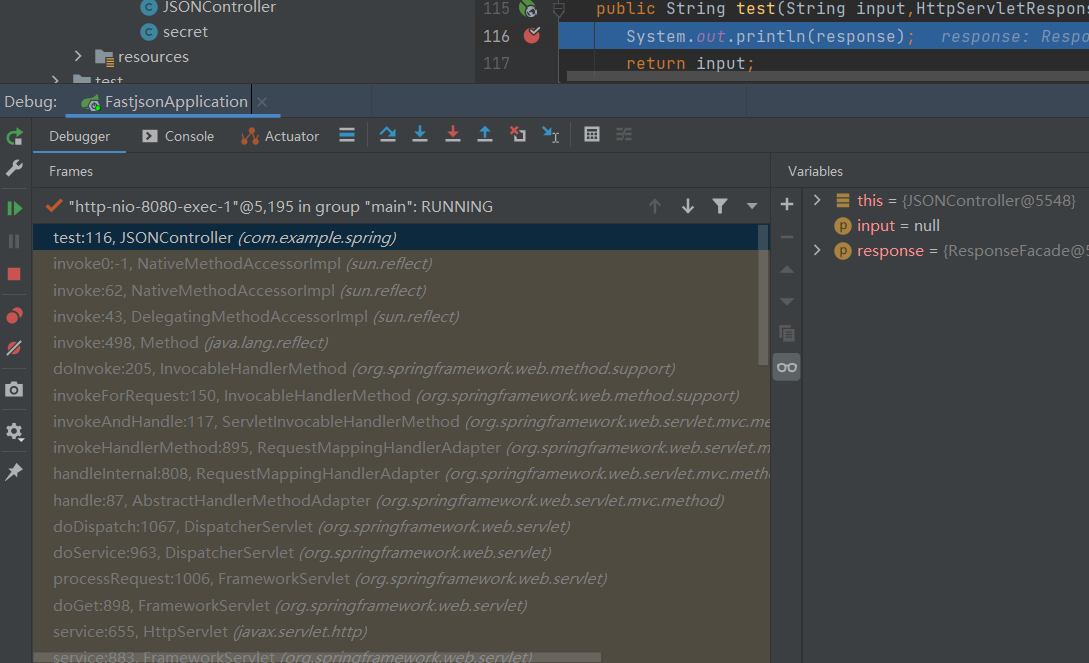 JSONController
secret
resources
test
115 public String test(String input,HttpServletRespons
116 System.out.println(response); response: Respo
117 return input;
Debug: FastjsonApplication
Debugger Console Actuator
Frames
"http-nio-8080-exec-1"@5,195 in group "main": RUNNING
test:116, JSONController (com.example.spring)
invoke0:-1, NativeMethodAccessorImpl (sun.reflect)
invoke:62, NativeMethodAccessorImpl (sun.reflect)
invoke:43, DelegatingMethodAccessorImpl (sun.reflect)
invoke:498, Method (java.lang.reflect)
doInvoke:205, InvocableHandlerMethod (org.springframework.web.method.support)
invokeForRequest:150, InvocableHandlerMethod (org.springframework.web.method.support)
invokeAndHandle:117, ServletInvocableHandlerMethod (org.springframework.web.servlet.mvc.me
invokeHandlerMethod:895, RequestMappingHandlerAdapter (org.springframework.web.servlet.m
handleInternal:808, RequestMappingHandlerAdapter (org.springframework.web.servlet.mvc.meth
handle:87, AbstractHandlerMethodAdapter (org.springframework.web.servlet.mvc.method)
doDispatch:1067, DispatcherServlet (org.springframework.web.servlet)
doService:963, DispatcherServlet (org.springframework.web.servlet)
processRequest:1006, FrameworkServlet (org.springframework.web.servlet)
doGet:898, FrameworkServlet (org.springframework.web.servlet)
service:655, HttpServlet (javax.servlet.http)
service:883, FrameworkServlet (org.springframework.web.servlet)
Variables
this = {JSONController@5548}
input = null
response = {ResponseFacade@5